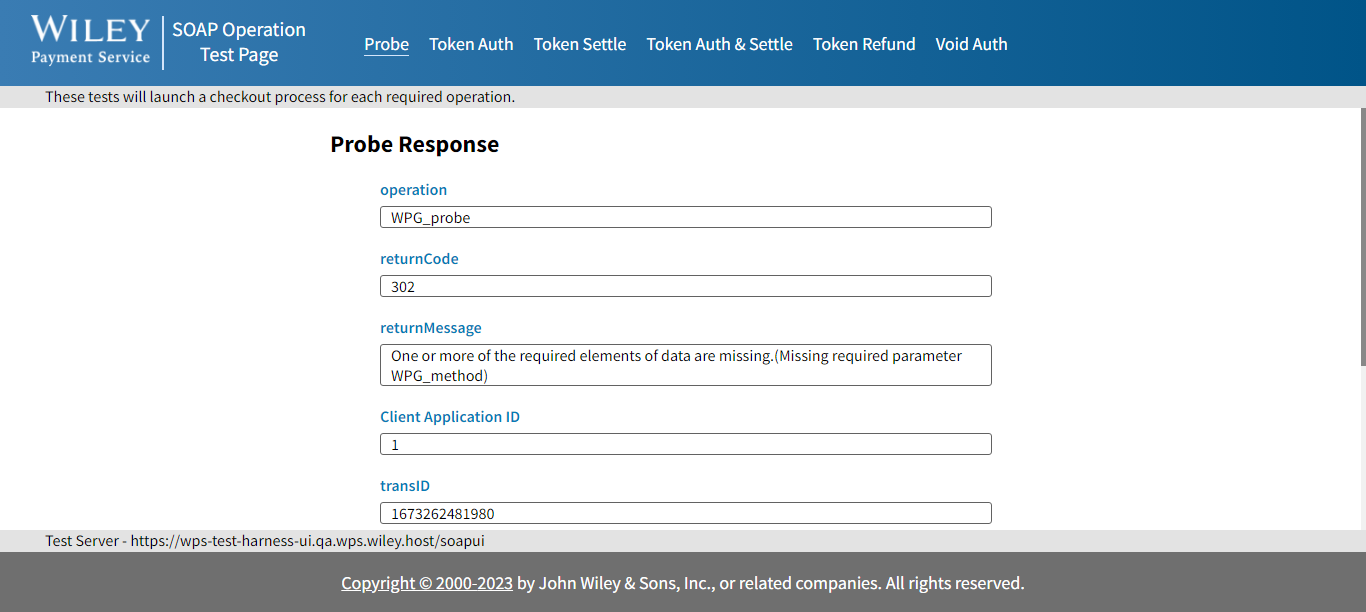 WILEY
Payment Service
SOAP Operation
Test Page
Probe
Token Auth
Token Settle
Token Auth & Settle
Token Refund
Void Auth
These tests will launch a checkout process for each required operation.
Probe Response
operation
WPG_probe
returnCode
302
returnMessage
One or more of the required elements of data are missing.(Missing required parameter
WPG_method)
Client Application ID
1
transID
1673262481980
Test Server - https://wps-test-harness-ui.qa.wps.wiley.host/soapui
Copyright © 2000-2023 by John Wiley & Sons, Inc., or related companies. All rights reserved.